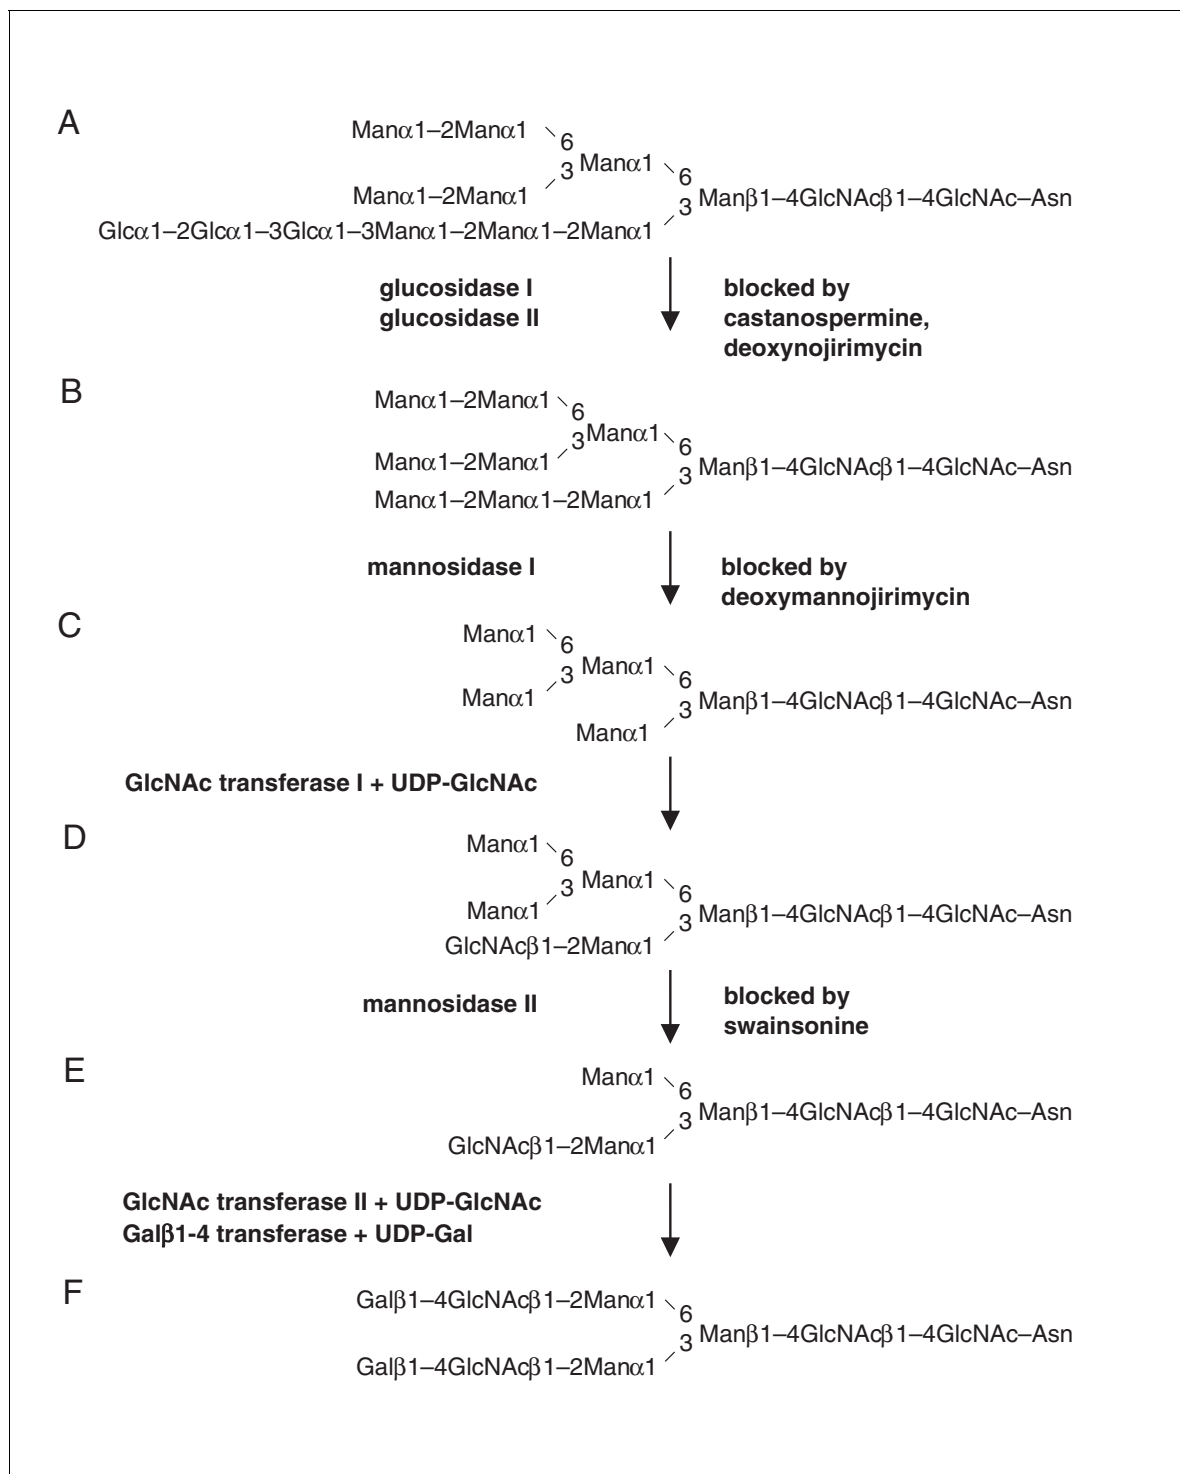 A
Manα1–2Manα1
6
3
Manα1
Manα1–2Manα1
6
3
Manβ1–4GlcNAcβ1–4GlcNAc–Asn
Glcα1–2Glcα1–3Glcα1–3Manα1–2Manα1–2Manα1
glucosidase I
glucosidase II
blocked by
castanospermine,
deoxynojirimycin
B
Manα1–2Manα1
6
3
Manα1
Manα1–2Manα1
6
3
Manβ1–4GlcNAcβ1–4GlcNAc–Asn
Manα1–2Manα1–2Manα1
mannosidase I
blocked by
deoxymannojirimycin
C
Manα1
6
3
Manα1
Manα1
6
3
Manβ1–4GlcNAcβ1–4GlcNAc–Asn
Manα1
GlcNAc transferase I + UDP-GlcNAc
D
Manα1
6
3
Manα1
Manα1
6
3
Manβ1–4GlcNAcβ1–4GlcNAc–Asn
GlcNAcβ1–2Manα1
mannosidase II
blocked by
swainsonine
E
Manα1
6
3
Manβ1–4GlcNAcβ1–4GlcNAc–Asn
GlcNAcβ1–2Manα1
GlcNAc transferase II + UDP-GlcNAc
Galβ1-4 transferase + UDP-Gal
F
Galβ1–4GlcNAcβ1–2Manα1
6
3
Manβ1–4GlcNAcβ1–4GlcNAc–Asn
Galβ1–4GlcNAcβ1–2Manα1